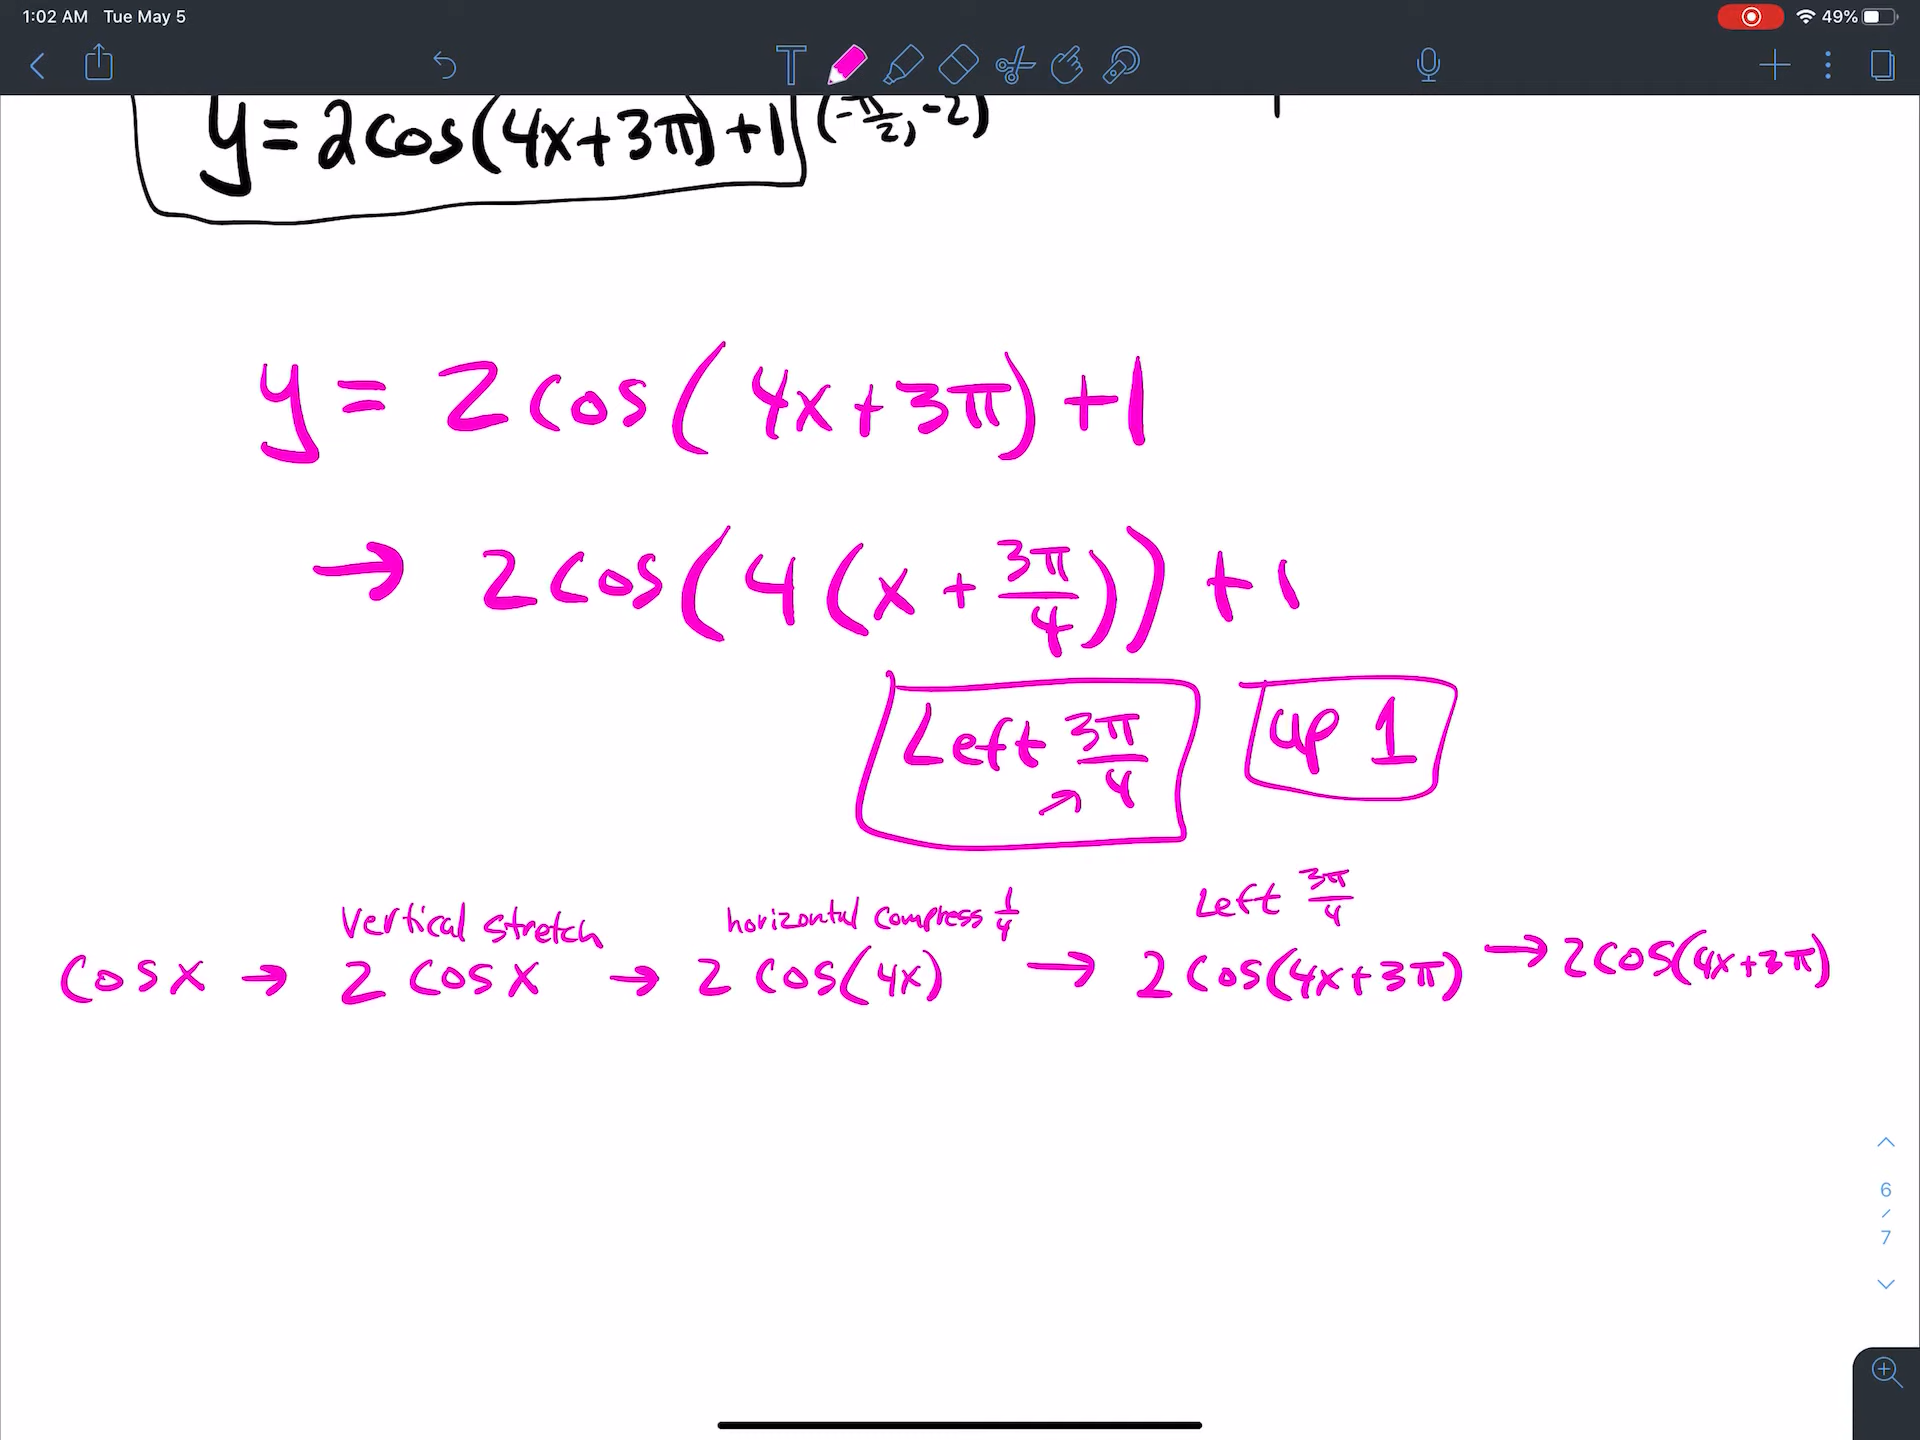 1:02 AM Tue May 5
49%
T
y=2cos(4x+3π)+1 (-π/2, -2)
y = 2cos(4x+3π)+1
→ 2cos(4(x+3π/4))+1
Left 3π/4 up 1
↗
vertical stretch horizontal compress 1/4 Left 3π/4
cosx → 2 cosx → 2 cos(4x) → 2cos(4x+3π) → 2cos(4x+3π)
6
/
7